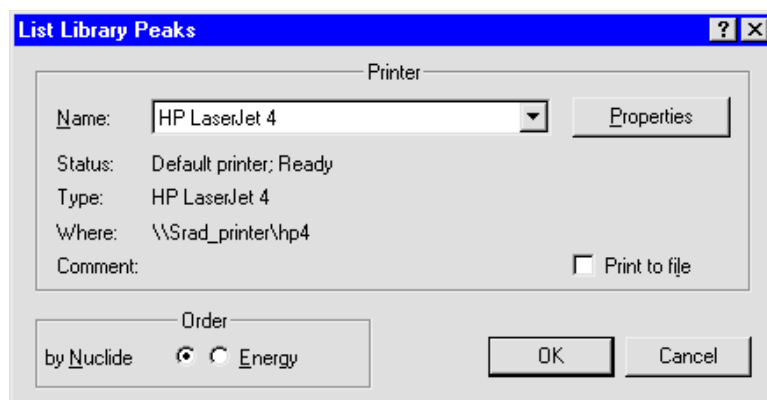 List Library Peaks ? X
Printer
Name: HP LaserJet 4 Properties
Status: Default printer; Ready
Type: HP LaserJet 4
Where: \\Srad_printer\hp4
Comment: Print to file
Order
by Nuclide Energy OK Cancel